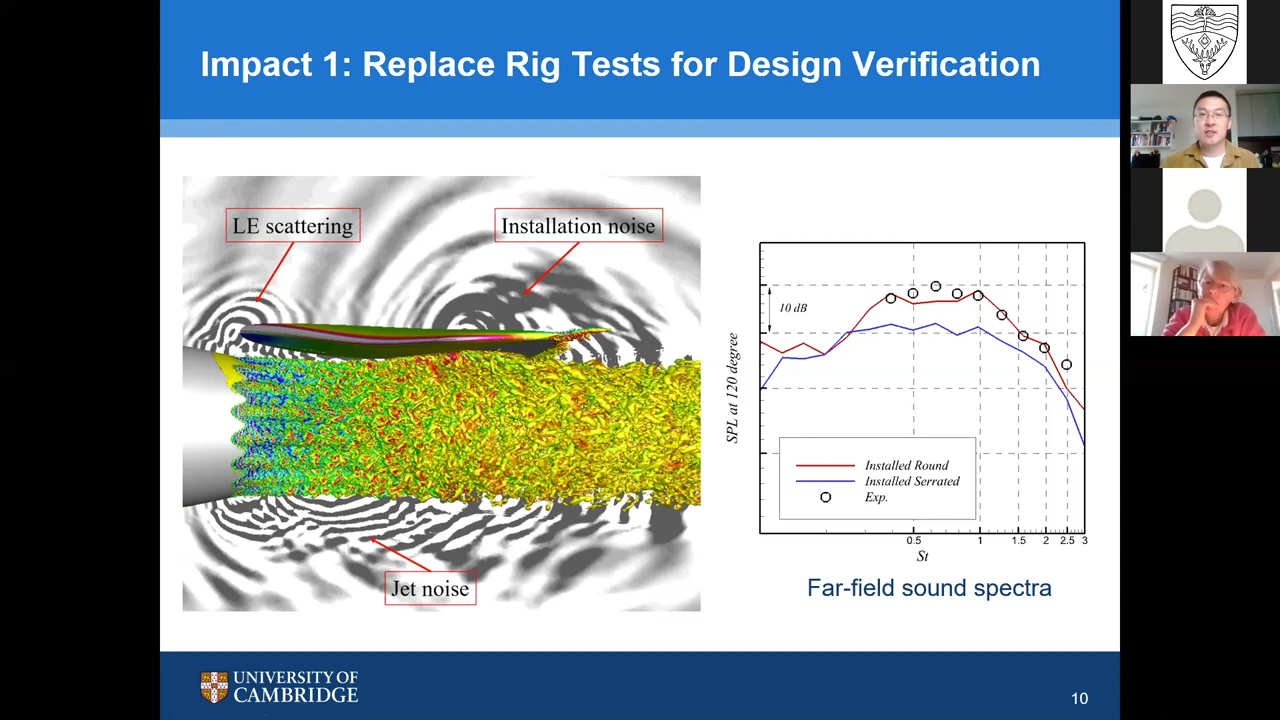 Impact 1: Replace Rig Tests for Design Verification
LE scattering
Installation noise
Jet noise
10 dB
SPL at 120 degree
Installed Round
Installed Serrated
Exp.
0.5 1 1.5 2 2.5 3
St
Far-field sound spectra
UNIVERSITY OF
CAMBRIDGE
10